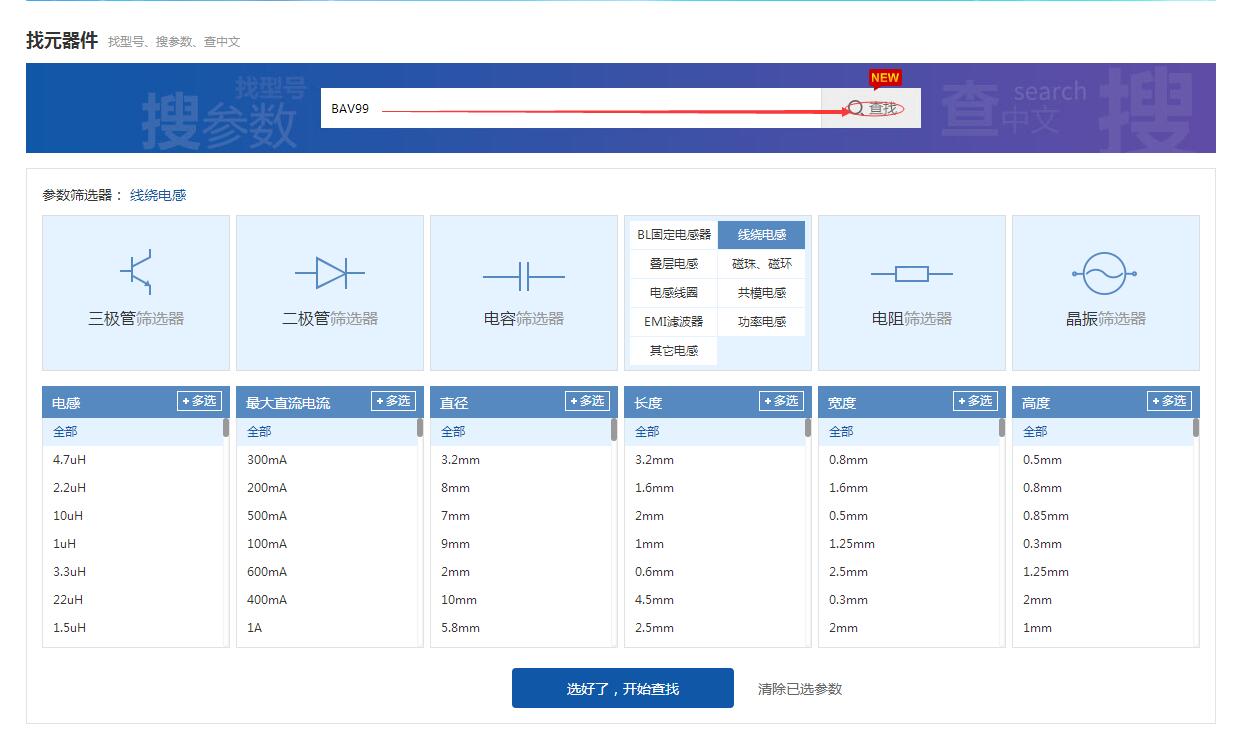 找元器件 找型号、搜参数、查中文
NEW
找型号
搜参数
BAV99
查找
查中文
search
搜
参数筛选器： 线绕电感
三极管筛选器
二极管筛选器
电容筛选器
BL固定电感器 线绕电感
叠层电感 磁珠、磁环
电感线圈 共模电感
EMI滤波器 功率电感
其它电感
电阻筛选器
晶振筛选器
电感 +多选 最大直流电流 +多选 直径 +多选 长度 +多选 宽度 +多选 高度 +多选
全部 全部 全部 全部 全部 全部
4.7uH 300mA 3.2mm 3.2mm 0.8mm 0.5mm
2.2uH 200mA 8mm 1.6mm 1.6mm 0.8mm
10uH 500mA 7mm 2mm 0.5mm 0.85mm
1uH 100mA 9mm 1mm 1.25mm 0.3mm
3.3uH 600mA 2mm 0.6mm 2.5mm 1.25mm
22uH 400mA 10mm 4.5mm 0.3mm 2mm
1.5uH 1A 5.8mm 2.5mm 2mm 1mm
选好了，开始查找 清除已选参数